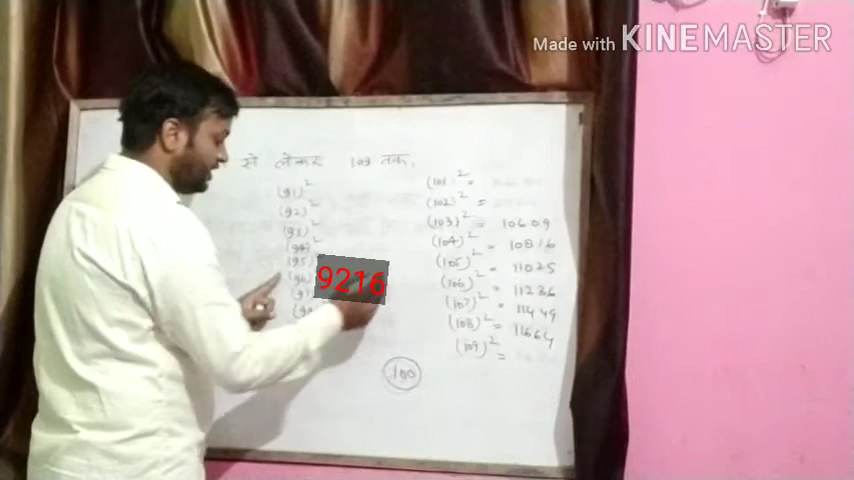 Made with KINEMASTER
से लेकर 109 तक,
(91)²
(92)²
(93)²
(94)²
(95)
(96) 9216
(101)² =
(102)² =
(103)² = 10609
(104)² = 10816
(105)² = 11025
(106)² = 11236
(107)² = 11449
(108)² = 11664
(109)² =
100